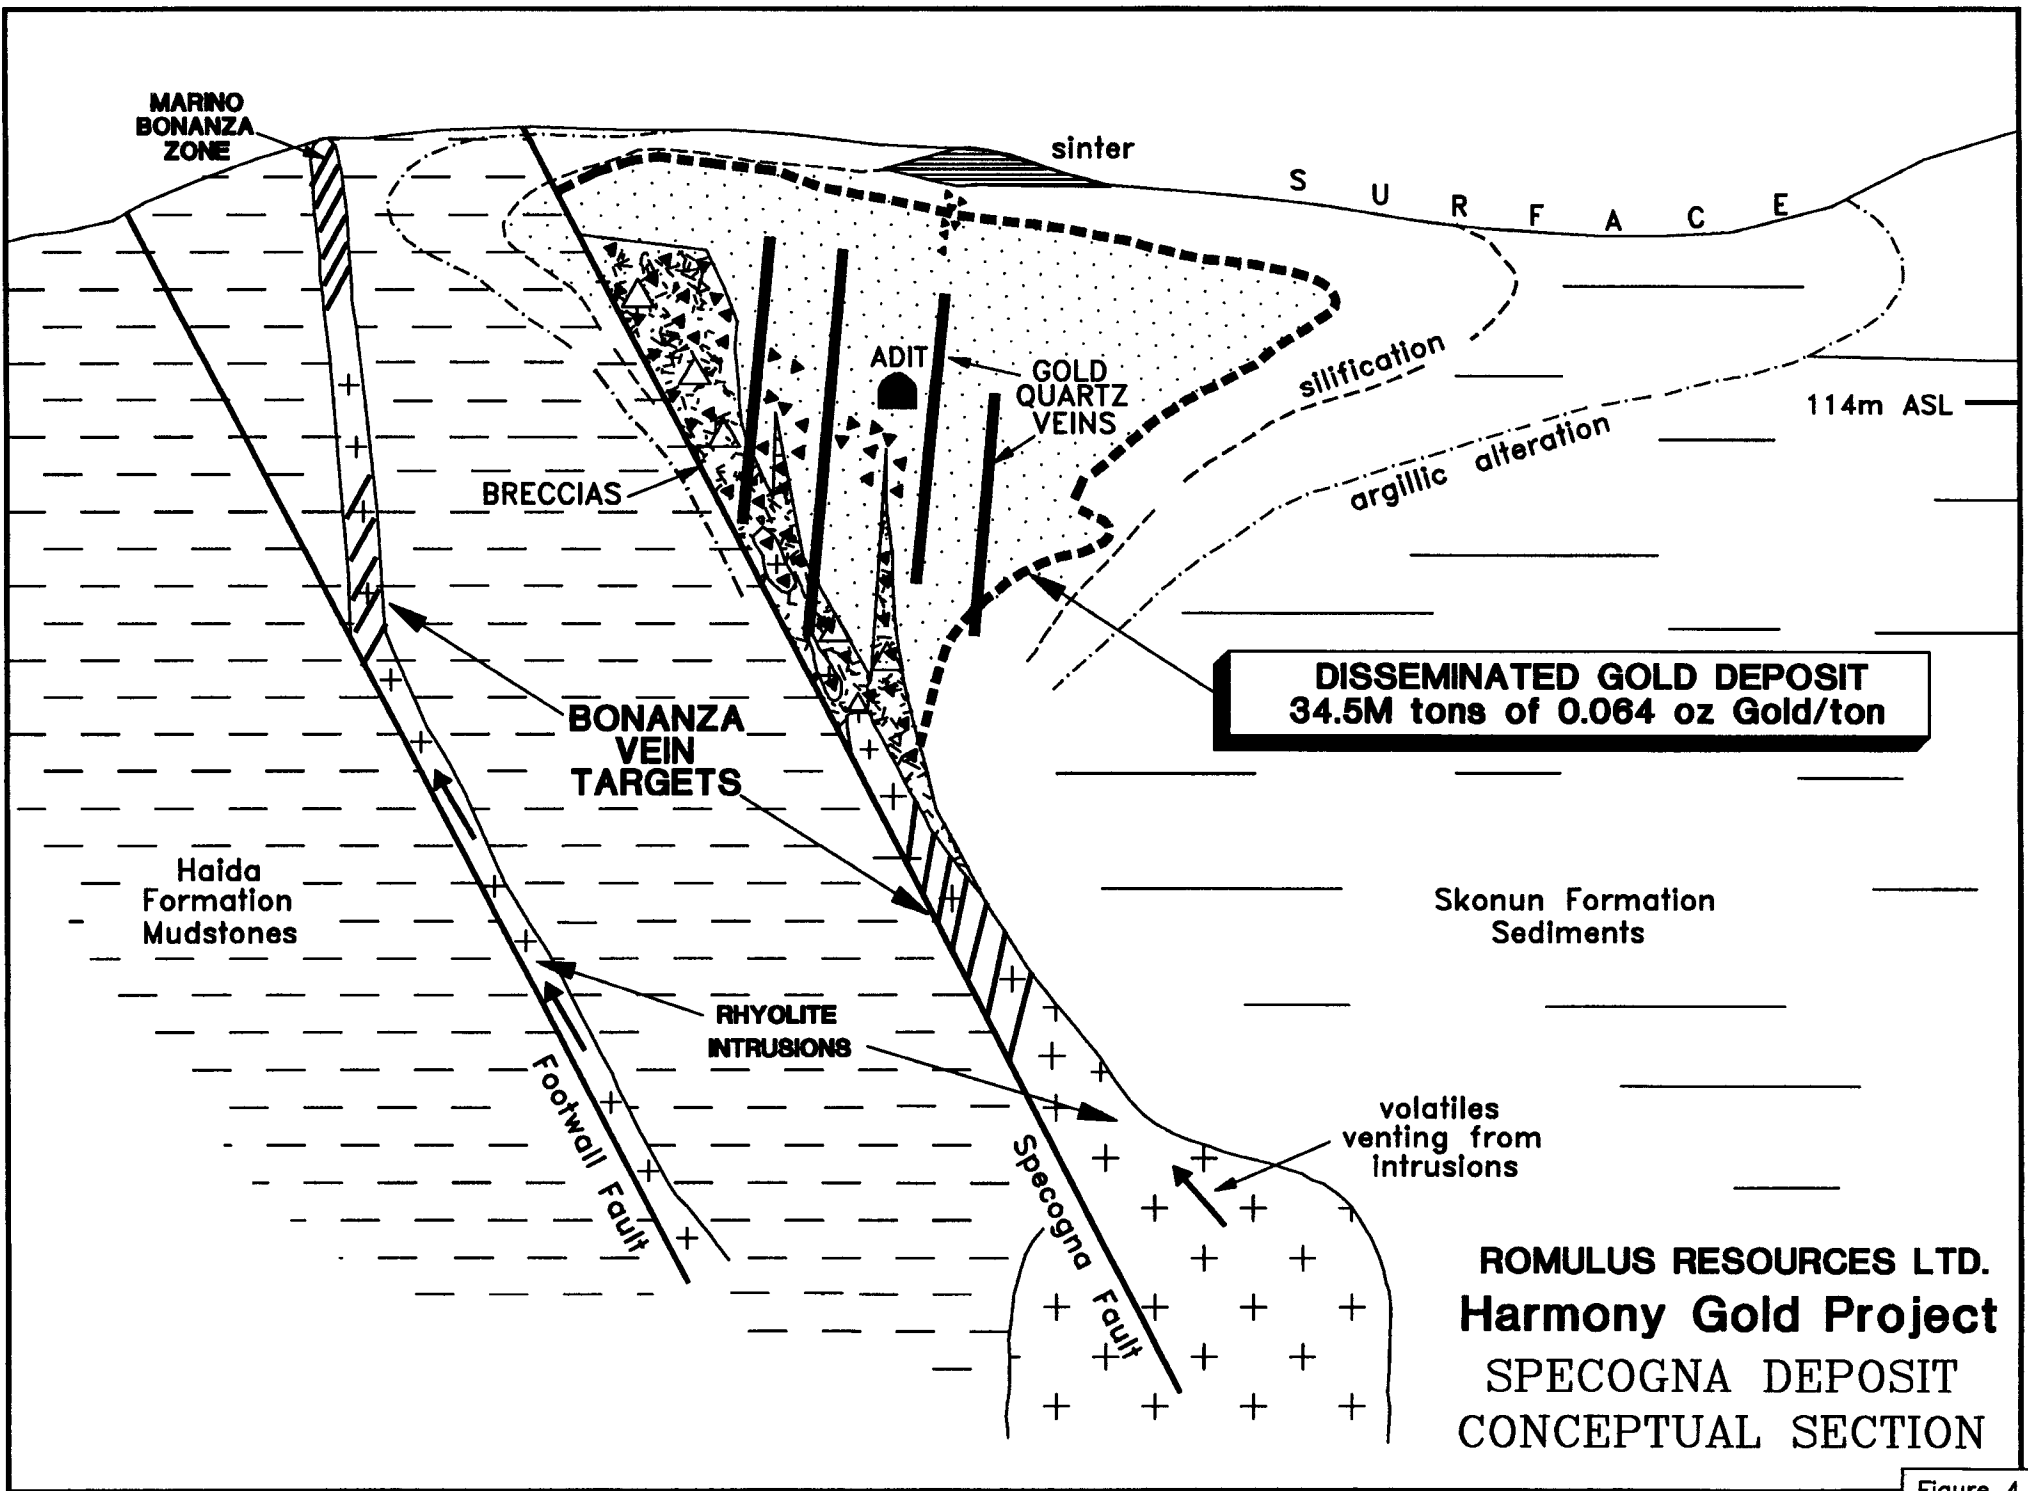 MARINO
BONANZA
ZONE
sinter
S U R F A C E
ADIT
GOLD
QUARTZ
VEINS
silification
114m ASL
argillic alteration
BRECCIAS
DISSEMINATED GOLD DEPOSIT
34.5M tons of 0.064 oz Gold/ton
BONANZA
VEIN
TARGETS
Haida
Formation
Mudstones
Skonun Formation
Sediments
RHYOLITE
INTRUSIONS
Footwall Fault
Specogna Fault
volatiles
venting from
intrusions
ROMULUS RESOURCES LTD.
Harmony Gold Project
SPECOGNA DEPOSIT
CONCEPTUAL SECTION
Figure 4